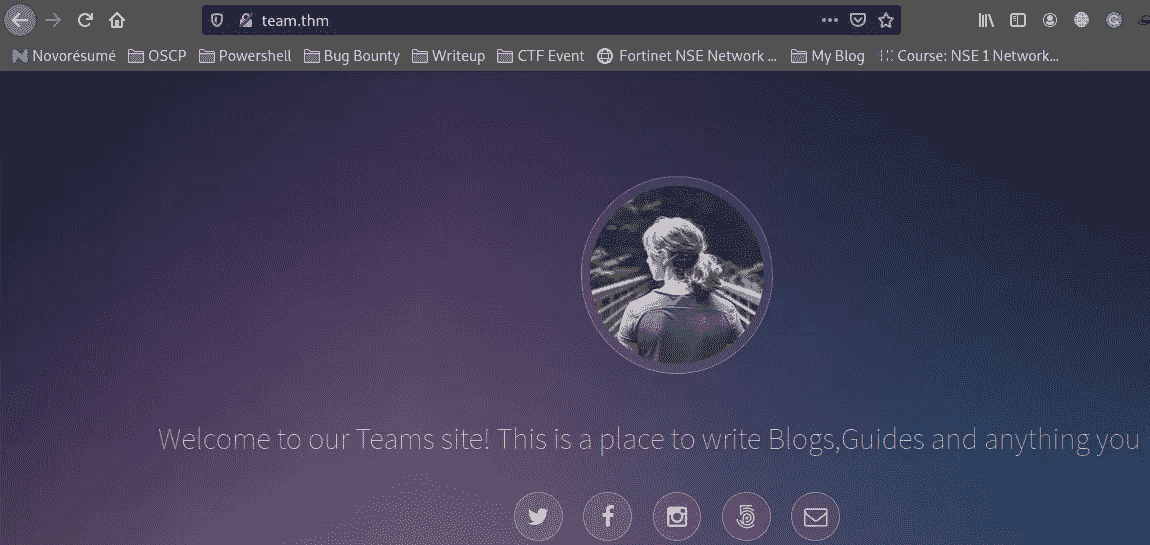 team.thm
Novorésumé OSCP Powershell Bug Bounty Writeup CTF Event Fortinet NSE Network ... My Blog Course: NSE 1 Network...
Welcome to our Teams site! This is a place to write Blogs,Guides and anything you